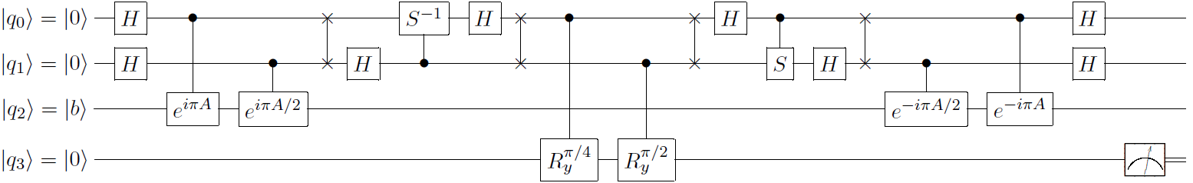 |q₀⟩ = |0⟩ H S⁻¹ H H H
|q₁⟩ = |0⟩ H H S H H
|q₂⟩ = |b⟩ e^{iπA} e^{iπA/2} e^{−iπA/2} e^{−iπA}
|q₃⟩ = |0⟩ R_y^{π/4} R_y^{π/2}